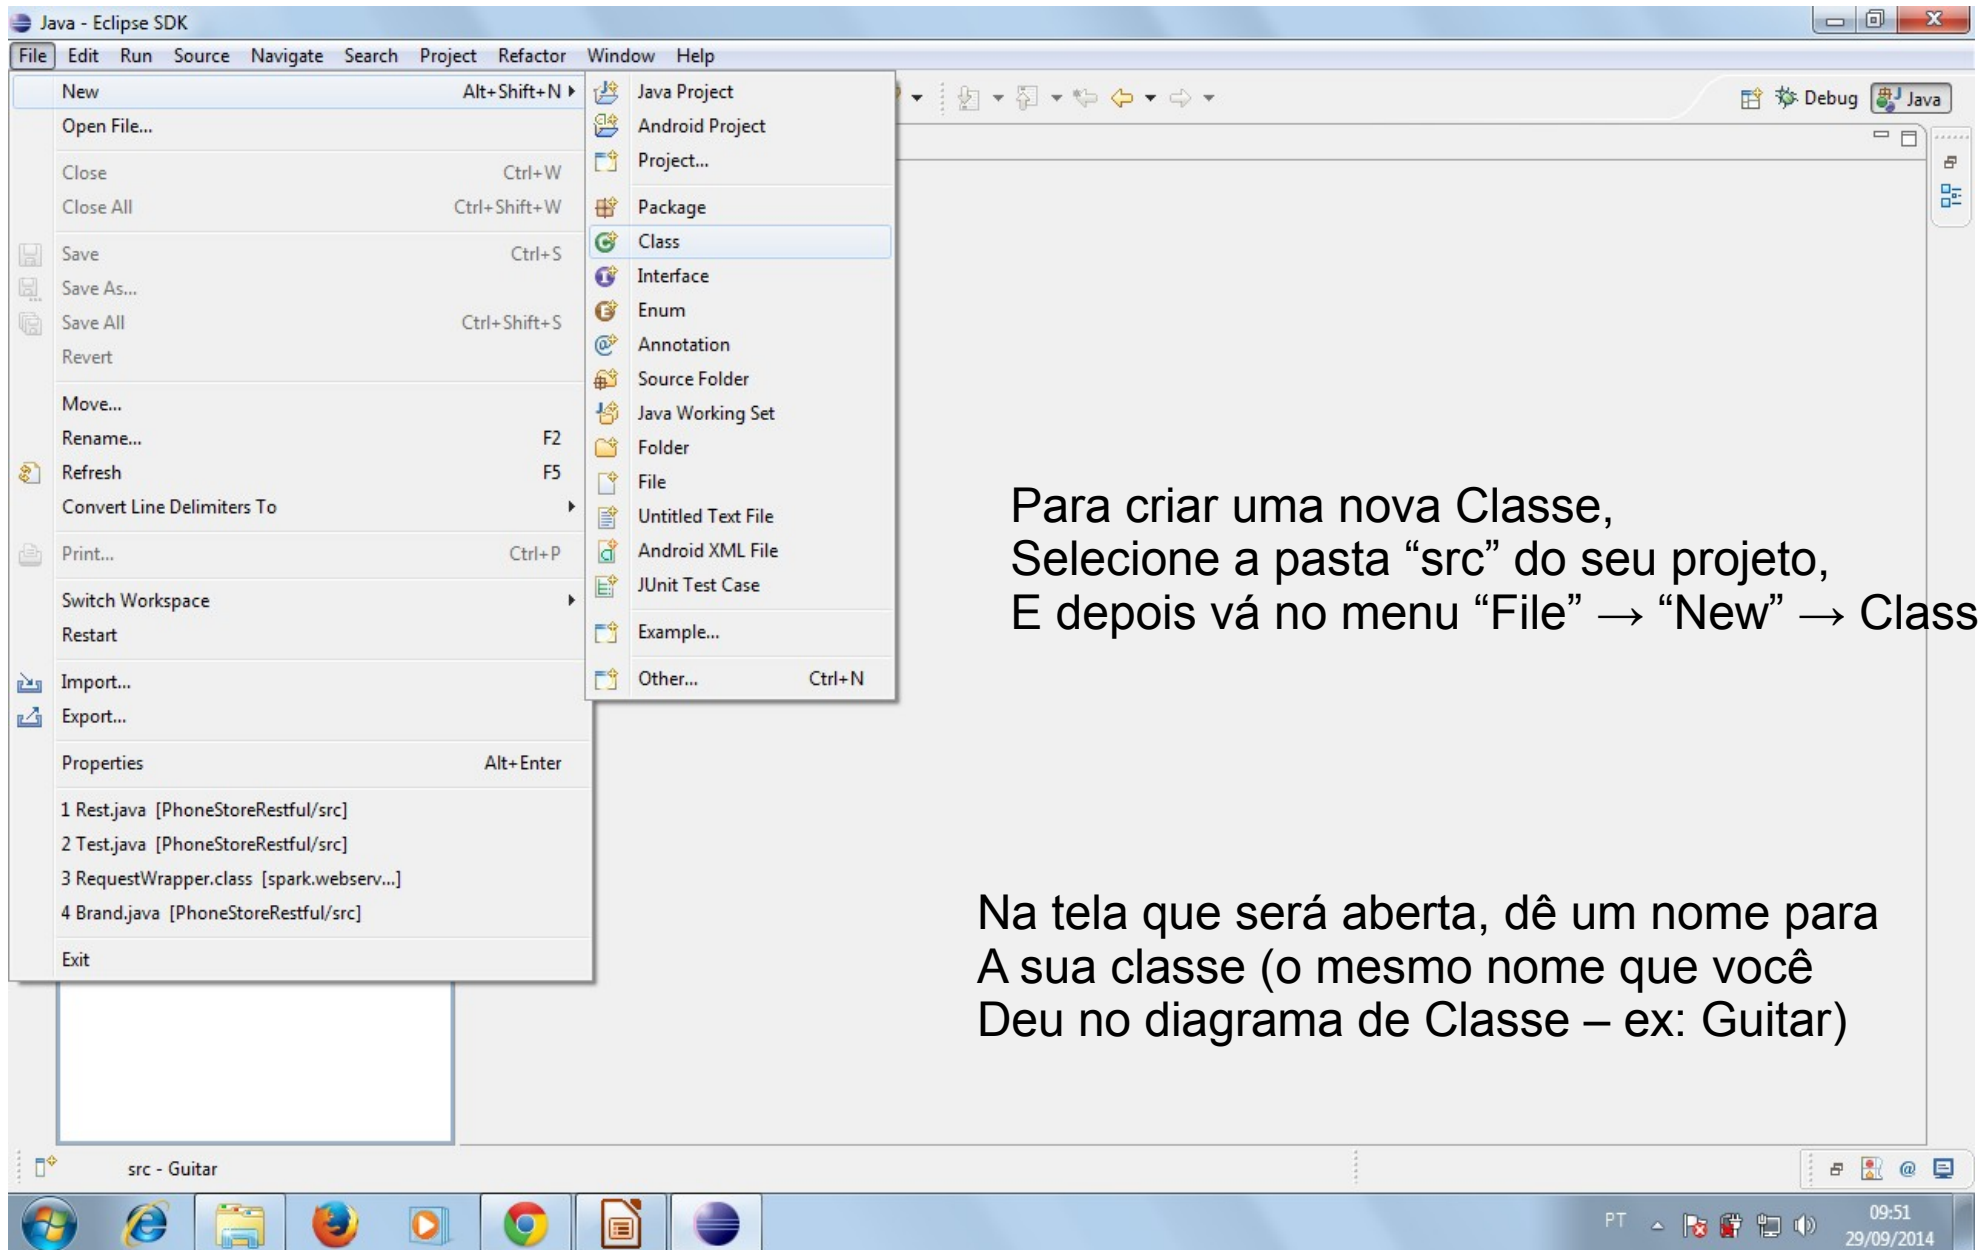 Java - Eclipse SDK
File Edit Run Source Navigate Search Project Refactor Window Help
New Alt+Shift+N
Open File...
Close Ctrl+W
Close All Ctrl+Shift+W
Save Ctrl+S
Save As...
Save All Ctrl+Shift+S
Revert
Move...
Rename... F2
Refresh F5
Convert Line Delimiters To
Print... Ctrl+P
Switch Workspace
Restart
Import...
Export...
Properties Alt+Enter
1 Rest.java [PhoneStoreRestful/src]
2 Test.java [PhoneStoreRestful/src]
3 RequestWrapper.class [spark.webserv...]
4 Brand.java [PhoneStoreRestful/src]
Exit
Java Project
Android Project
Project...
Package
Class
Interface
Enum
Annotation
Source Folder
Java Working Set
Folder
File
Untitled Text File
Android XML File
JUnit Test Case
Example...
Other... Ctrl+N
Debug Java
Para criar uma nova Classe,
Selecione a pasta “src” do seu projeto,
E depois vá no menu “File” → “New” → Class
Na tela que será aberta, dê um nome para
A sua classe (o mesmo nome que você
Deu no diagrama de Classe – ex: Guitar)
src - Guitar
PT
09:51
29/09/2014